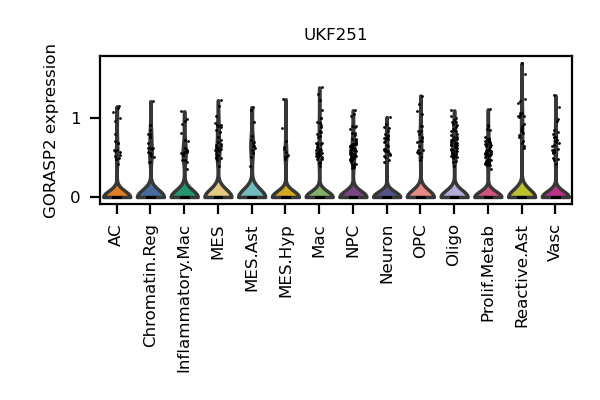 UKF251
GORASP2 expression
1
0
AC
Chromatin.Reg
Inflammatory.Mac
MES
MES.Ast
MES.Hyp
Mac
NPC
Neuron
OPC
Oligo
Prolif.Metab
Reactive.Ast
Vasc